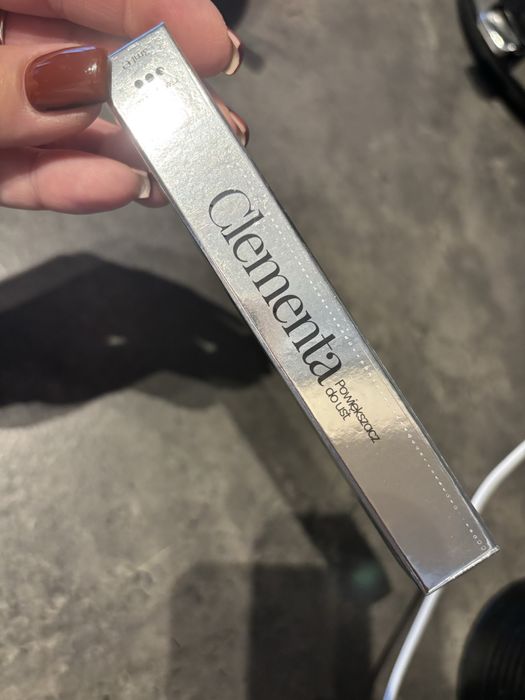 Clementa
Powiększacz
do ust